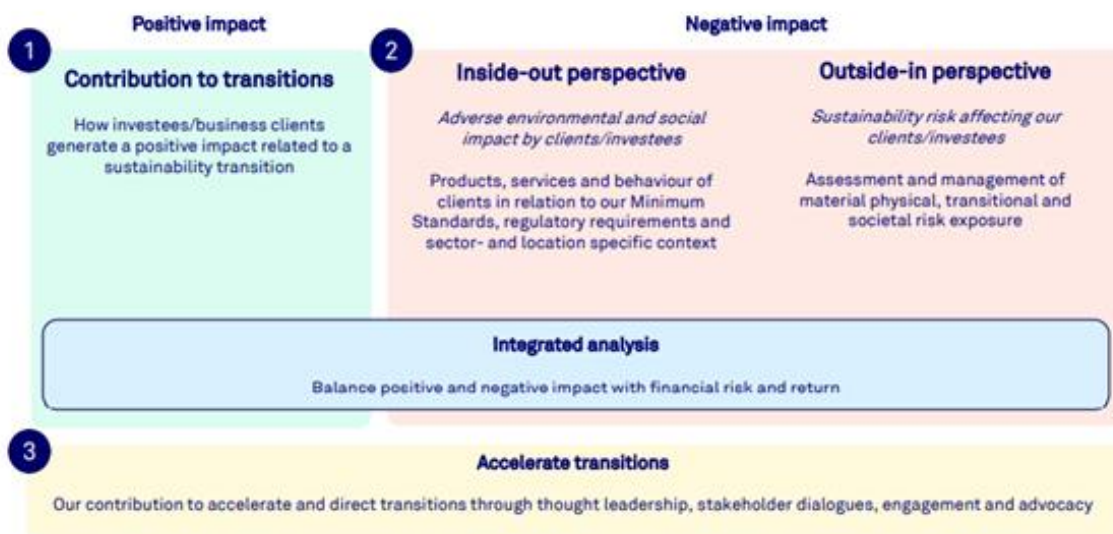 Positive impact
Negative impact
1
Contribution to transitions
How investees/business clients
generate a positive impact related to a
sustainability transition
2
Inside-out perspective
Adverse environmental and social
impact by clients/investees
Products, services and behaviour of
clients in relation to our Minimum
Standards, regulatory requirements and
sector- and location specific context
Outside-in perspective
Sustainability risk affecting our
clients/investees
Assessment and management of
material physical, transitional and
societal risk exposure
Integrated analysis
Balance positive and negative impact with financial risk and return
3
Accelerate transitions
Our contribution to accelerate and direct transitions through thought leadership, stakeholder dialogues, engagement and advocacy